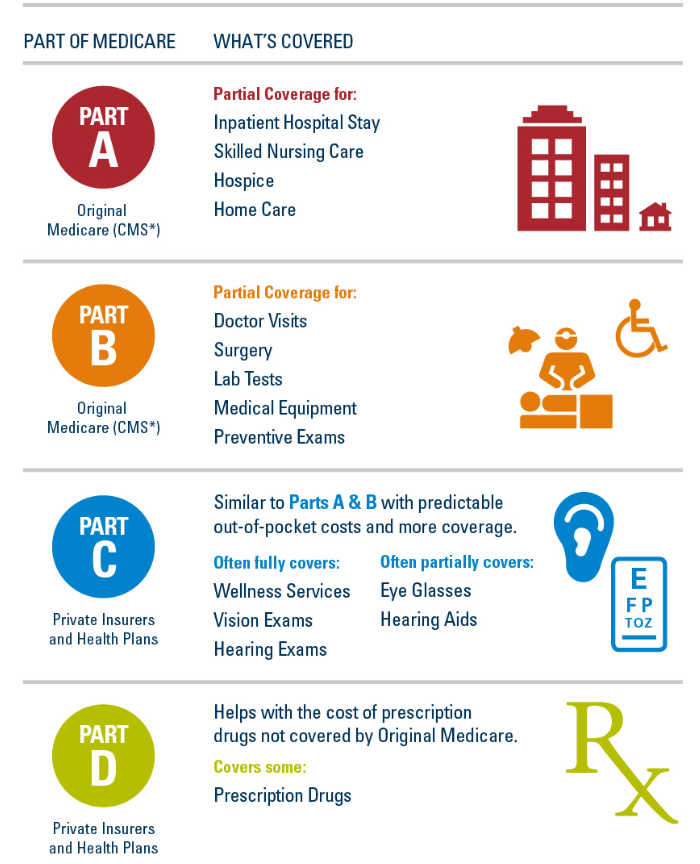 PART OF MEDICARE
WHAT'S COVERED
PART
A
Original
Medicare (CMS*)
Partial Coverage for:
Inpatient Hospital Stay
Skilled Nursing Care
Hospice
Home Care
PART
B
Original
Medicare (CMS*)
Partial Coverage for:
Doctor Visits
Surgery
Lab Tests
Medical Equipment
Preventive Exams
PART
C
Private Insurers
and Health Plans
Similar to Parts A & B with predictable
out-of-pocket costs and more coverage.
Often fully covers:
Wellness Services
Vision Exams
Hearing Exams
Often partially covers:
Eye Glasses
Hearing Aids
E
F P
TOZ
PART
D
Private Insurers
and Health Plans
Helps with the cost of prescription
drugs not covered by Original Medicare.
Covers some:
Prescription Drugs
Rx